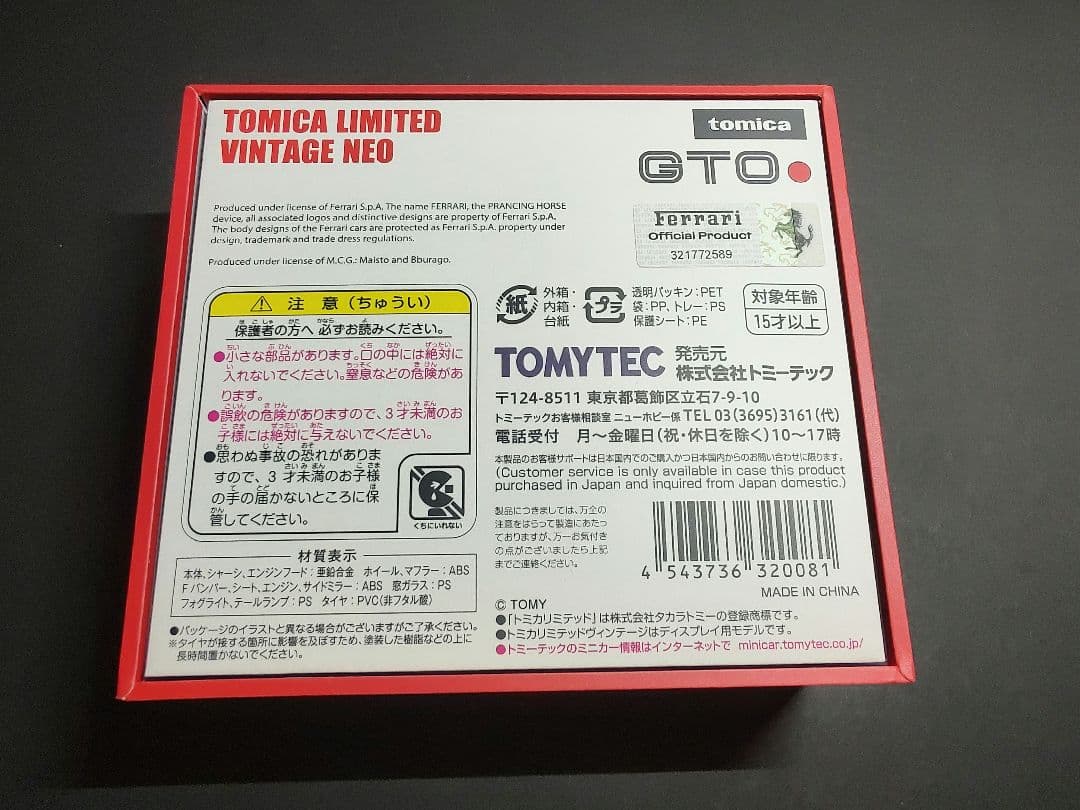 TOMICA LIMITED
VINTAGE NEO
tomica
GTO
Produced under license of Ferrari S.p.A. The name FERRARI, the PRANCING HORSE
device, all associated logos and distinctive designs are property of Ferrari S.p.A.
The body designs of the Ferrari cars are protected as Ferrari S.p.A. property under
design, trademark and trade dress regulations.
Produced under license of M.C.G.: Maisto and Bburago.
Ferrari
Official Product
321772589
注 意 (ちゅうい)
保護者の方へ 必ずお読みください。
●小さな部品があります。口の中には絶対に
入れないでください。窒息などの危険があ
ります。
●誤飲の危険がありますので、3才未満のお
子様には絶対に与えないでください。
●思わぬ事故の恐れがありま
すので、3才未満のお子様
の手の届かないところに保
管してください。
くちにいれない
紙
外箱・
内箱・
台紙
プラ
透明パッキン:PET
袋:PP、トレー:PS
保護シート:PE
対象年齢
15才以上
TOMYTEC
発売元
株式会社トミーテック
〒124-8511 東京都葛飾区立石7-9-10
トミーテックお客様相談室 ニューホビー係 TEL 03(3695)3161(代)
電話受付 月~金曜日(祝・休日を除く)10~17時
本製品のお客様サポートは日本国内でのご購入かつ日本国内からのお問い合わせに限ります。
(Customer service is only available in case this product
purchased in Japan and inquired from Japan domestic.)
製品につきましては、万全の
注意をはらって製造にあたっ
ておりますが、万一お気付き
の点がございましたら上記
までご連絡ください。
4 543736 320081
MADE IN CHINA
材質表示
本体、シャーシ、エンジンフード:亜鉛合金 ホイール、マフラー:ABS
Fバンパー、シート、エンジン、サイドミラー:ABS 窓ガラス:PS
フォグライト、テールランプ:PS タイヤ:PVC(非フタル酸)
●パッケージのイラストと異なる場合がございますがご了承ください。
※タイヤが接する箇所に影響を及ぼすため、塗装した樹脂などの上に
長時間置かないでください。
© TOMY
●「トミカリミテッド」は株式会社タカラトミーの登録商標です。
●トミカリミテッドヴィンテージはディスプレイ用モデルです。
●トミーテックのミニカー情報はインターネットで minicar.tomytec.co.jp/